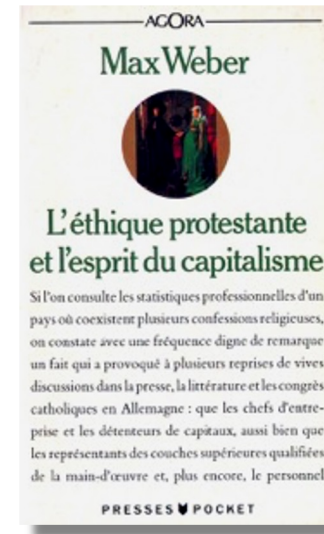 AGORA
Max Weber
L'éthique protestante
et l'esprit du capitalisme
Si l'on consulte les statistiques professionnelles d'un
pays où coexistent plusieurs confessions religieuses,
on constate avec une fréquence digne de remarque
un fait qui a provoqué à plusieurs reprises de vives
discussions dans la presse, la littérature et les congrès
catholiques en Allemagne : que les chefs d'entre-
prise et les détenteurs de capitaux, aussi bien que
les représentants des couches supérieures qualifiées
de la main-d'œuvre et, plus encore, le personnel
PRESSES POCKET